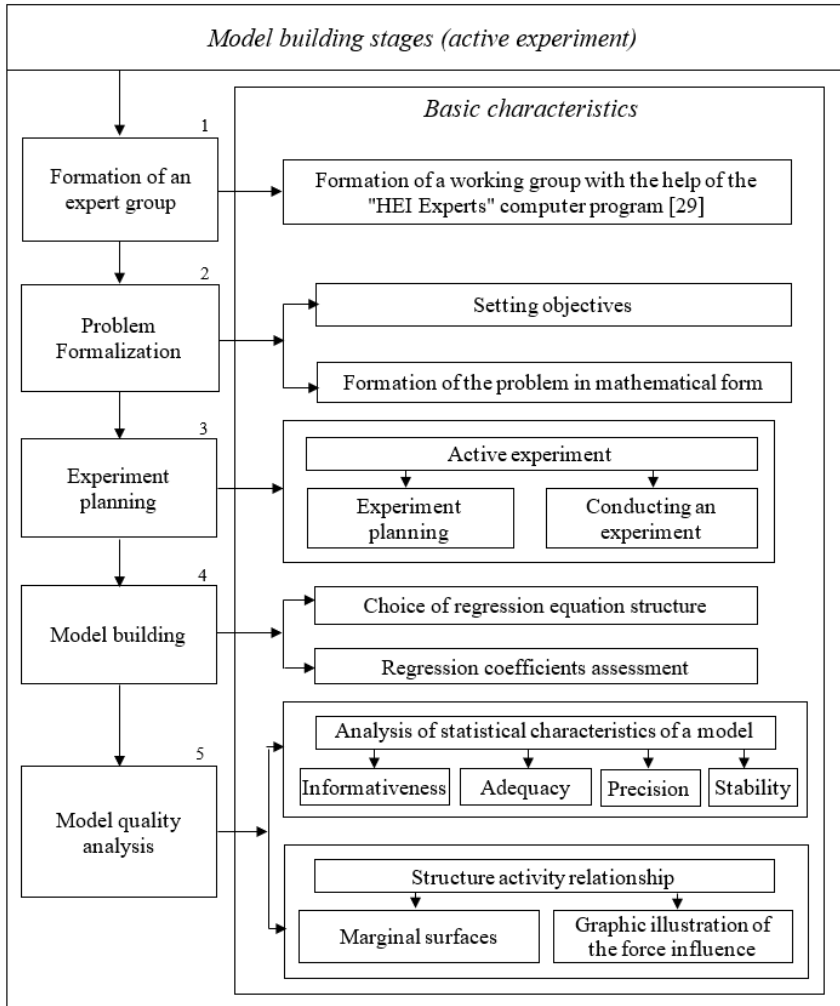 Model building stages (active experiment)
Basic characteristics
1
Formation of an
expert group
Formation of a working group with the help of the
"HEI Experts" computer program [29]
2
Problem
Formalization
Setting objectives
Formation of the problem in mathematical form
3
Experiment
planning
Active experiment
Experiment
planning
Conducting an
experiment
4
Model building
Choice of regression equation structure
Regression coefficients assessment
5
Model quality
analysis
Analysis of statistical characteristics of a model
Informativeness
Adequacy
Precision
Stability
Structure activity relationship
Marginal surfaces
Graphic illustration of
the force influence